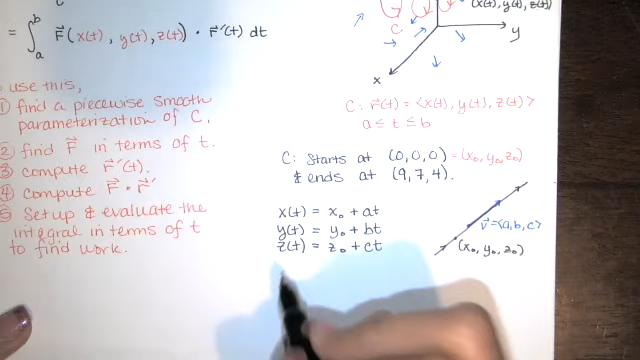 = ∫ₐᵇ F⃗(x(t), y(t), z(t)) • r⃗'(t) dt
(x(t), y(t), z(t))
C
y
x
use this,
① find a piecewise smooth
parameterization of C.
② find F⃗ in terms of t.
③ compute r⃗'(t).
④ compute F⃗ • r⃗'
⑤ Setup & evaluate the
integral in terms of t
to find work.
C: r⃗(t) = <x(t), y(t), z(t)>
a ≤ t ≤ b
C: Starts at (0,0,0) = (x₀, y₀, z₀)
& ends at (9,7,4).
x(t) = x₀ + at
y(t) = y₀ + bt
z(t) = z₀ + ct
v⃗ = <a,b,c>
(x₀, y₀, z₀)